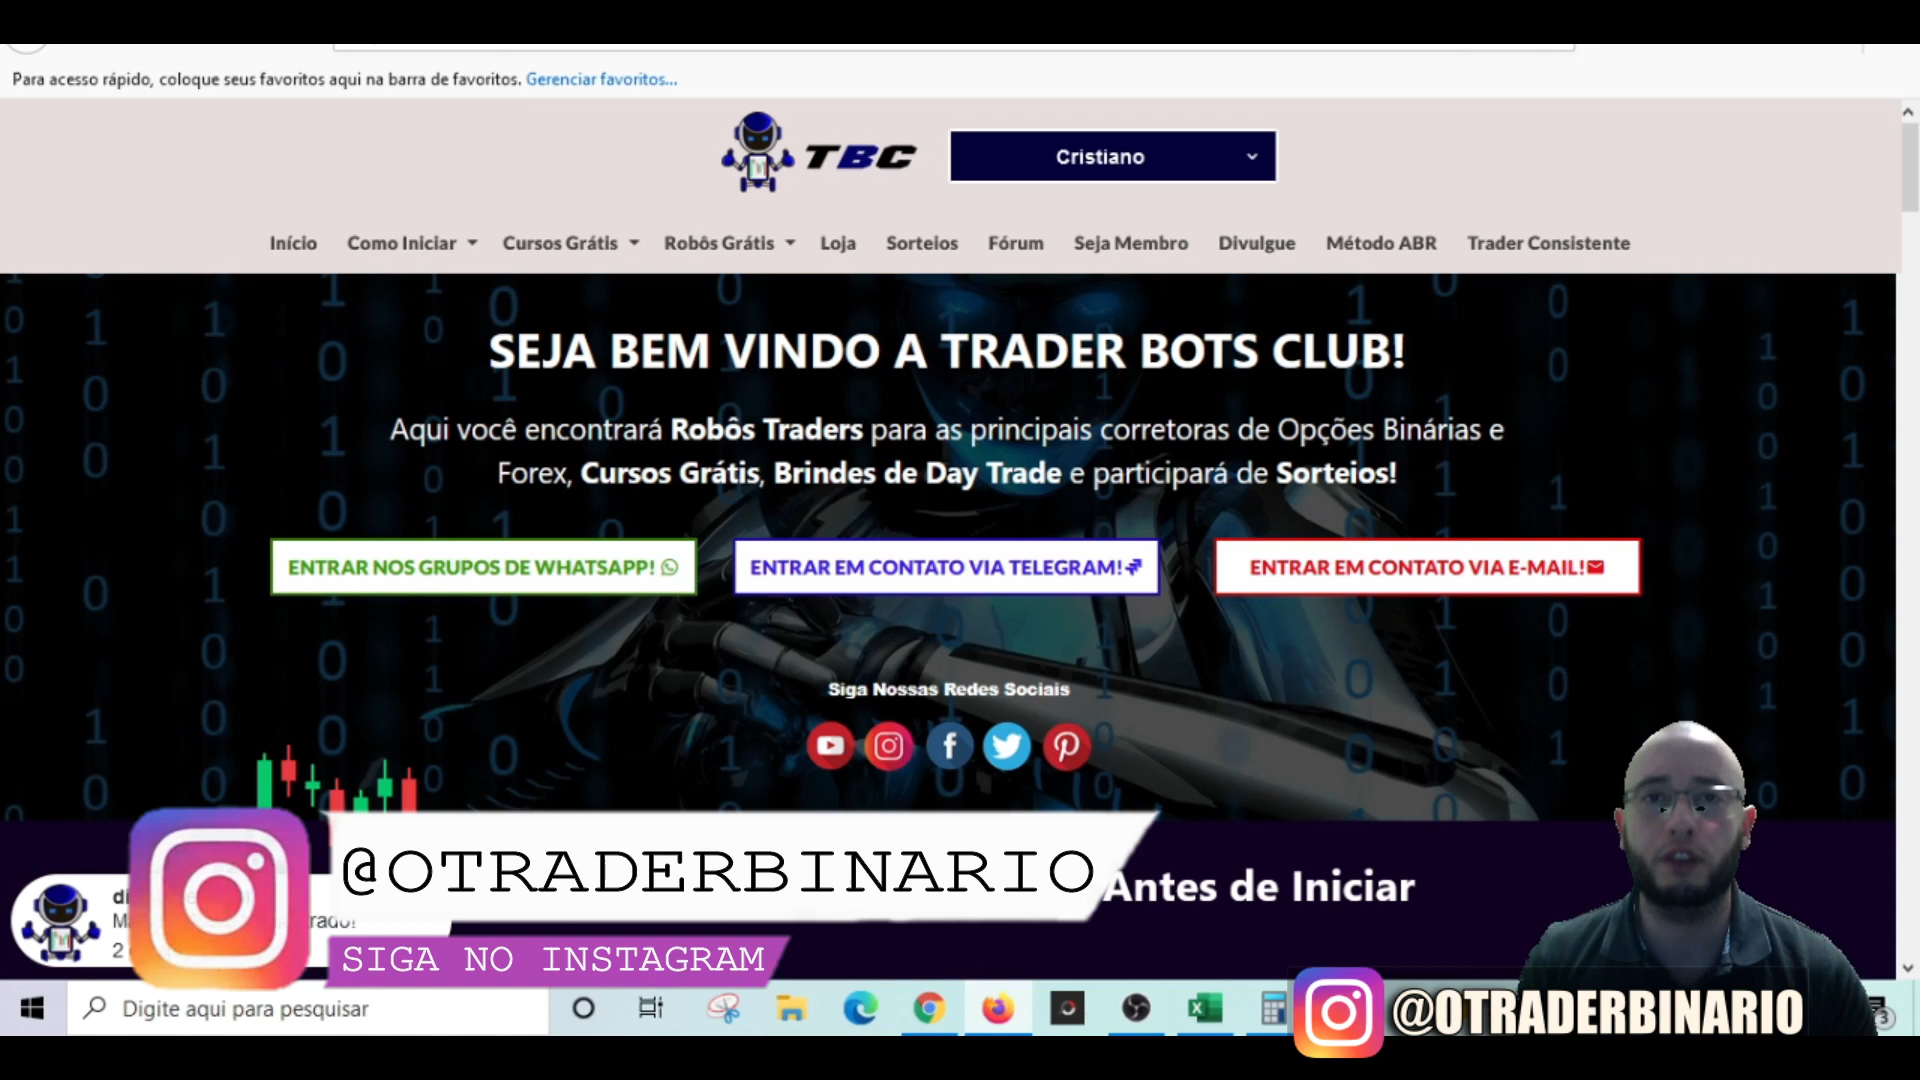 Para acesso rápido, coloque seus favoritos aqui na barra de favoritos. Gerenciar favoritos...
TBC
Cristiano
Início Como Iniciar Cursos Grátis Robôs Grátis Loja Sorteios Fórum Seja Membro Divulgue Método ABR Trader Consistente
SEJA BEM VINDO A TRADER BOTS CLUB!
Aqui você encontrará Robôs Traders para as principais corretoras de Opções Binárias e
Forex, Cursos Grátis, Brindes de Day Trade e participará de Sorteios!
ENTRAR NOS GRUPOS DE WHATSAPP!
ENTRAR EM CONTATO VIA TELEGRAM!
ENTRAR EM CONTATO VIA E-MAIL!
Siga Nossas Redes Sociais
@OTRADERBINARIO
Antes de Iniciar
SIGA NO INSTAGRAM
2
Digite aqui para pesquisar
@OTRADERBINARIO
3